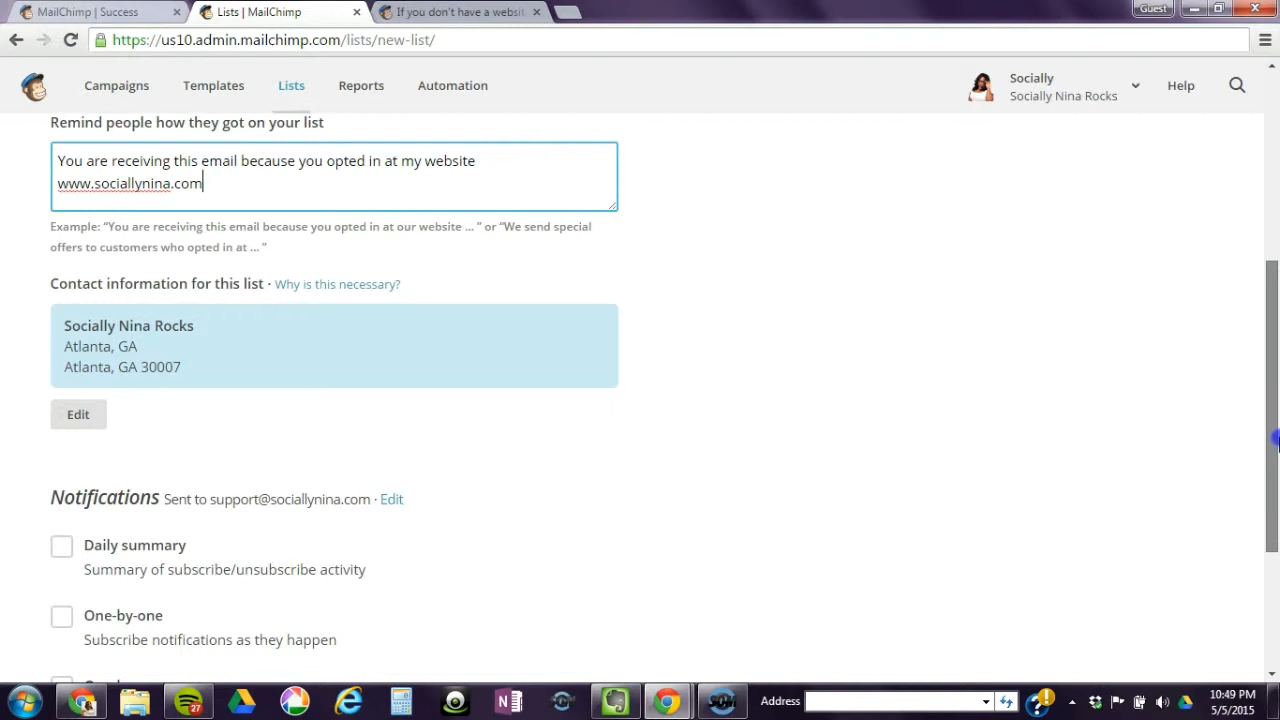 MailChimp | Success
Lists | MailChimp
If you don't have a websit
Guest
https://us10.admin.mailchimp.com/lists/new-list/
Campaigns
Templates
Lists
Reports
Automation
Socially
Socially Nina Rocks
Help
Remind people how they got on your list
You are receiving this email because you opted in at my website
www.sociallynina.com
Example: “You are receiving this email because you opted in at our website ... ” or “We send special
offers to customers who opted in at ... ”
Contact information for this list · Why is this necessary?
Socially Nina Rocks
Atlanta, GA
Atlanta, GA 30007
Edit
Notifications Sent to support@sociallynina.com · Edit
Daily summary
Summary of subscribe/unsubscribe activity
One-by-one
Subscribe notifications as they happen
27
Address
10:49 PM
5/5/2015